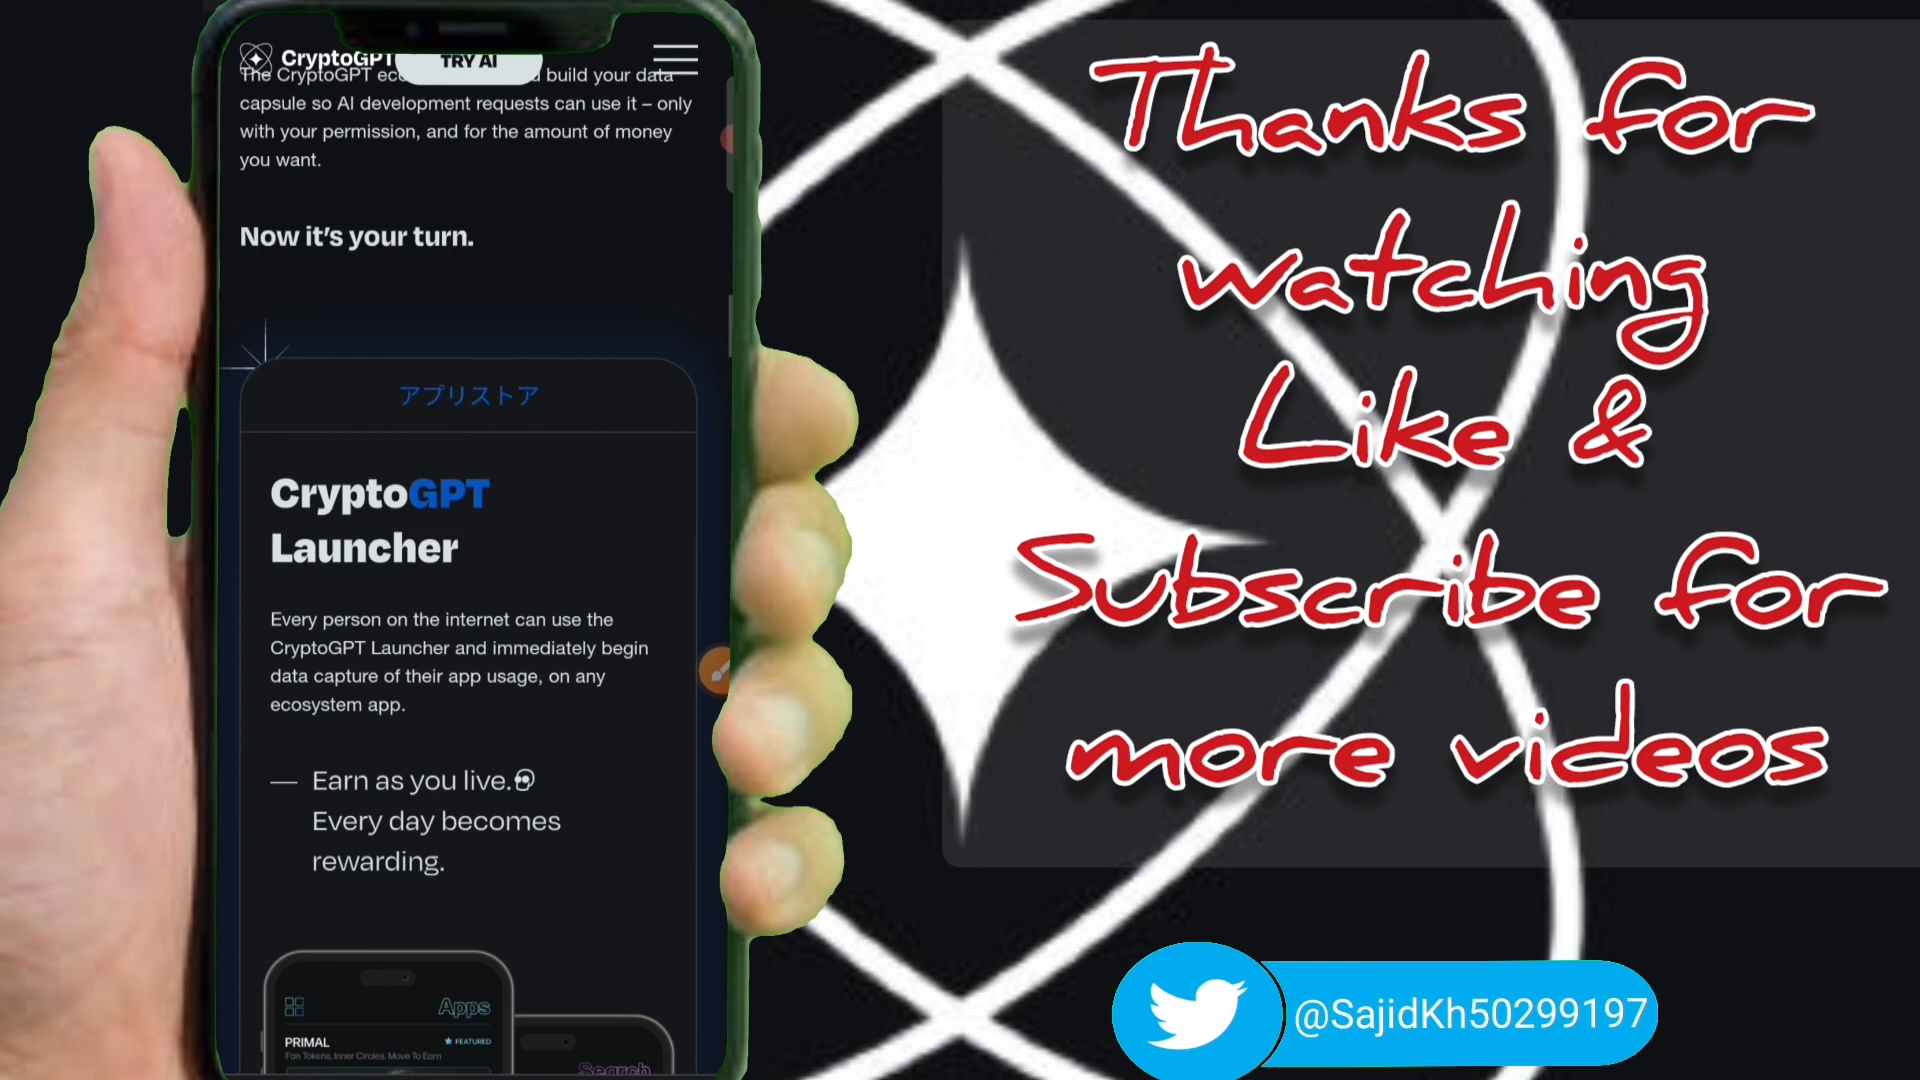 CryptoGPT
TRY AI
The CryptoGPT build your data
capsule so AI development requests can use it – only
with your permission, and for the amount of money
you want.
Now it's your turn.
アプリストア
CryptoGPT
Launcher
Every person on the internet can use the
CryptoGPT Launcher and immediately begin
data capture of their app usage, on any
ecosystem app.
— Earn as you live.
Every day becomes
rewarding.
Apps
PRIMAL
FEATURED
Fan Tokens, Inner Circles, Move To Earn
Search
Thanks for
watching
Like &
Subscribe for
more videos
@SajidKh50299197